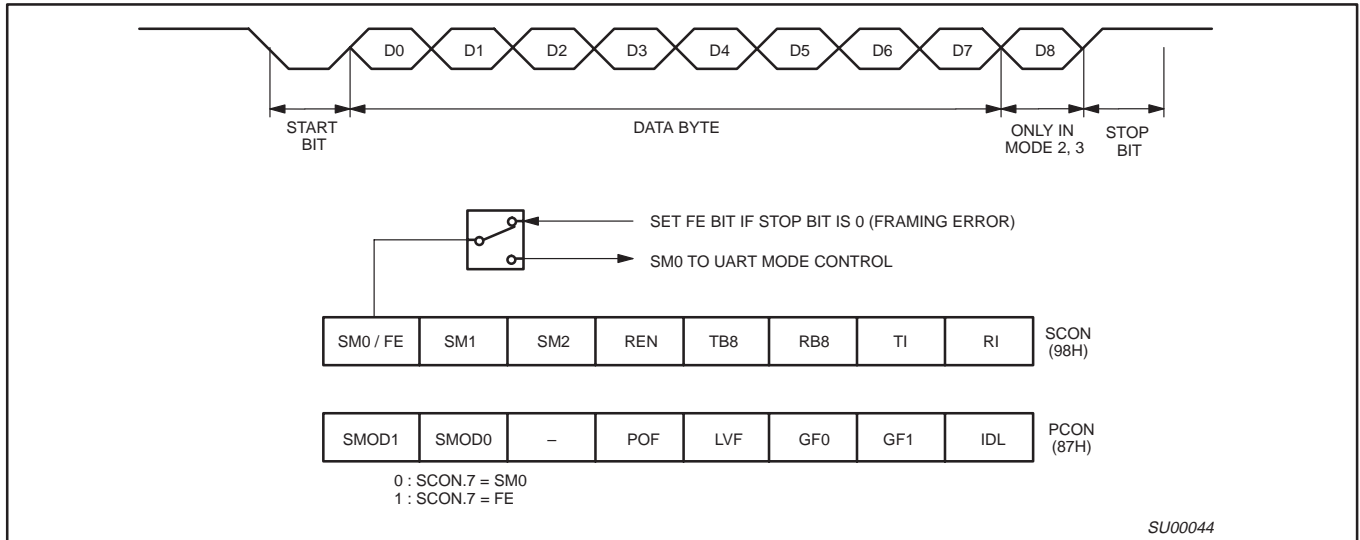 D0 D1 D2 D3 D4 D5 D6 D7 D8
START
BIT
DATA BYTE
ONLY IN
MODE 2, 3
STOP
BIT
SET FE BIT IF STOP BIT IS 0 (FRAMING ERROR)
SM0 TO UART MODE CONTROL
SM0 / FE SM1 SM2 REN TB8 RB8 TI RI
SCON
(98H)
SMOD1 SMOD0 – POF LVF GF0 GF1 IDL
PCON
(87H)
0 : SCON.7 = SM0
1 : SCON.7 = FE
SU00044